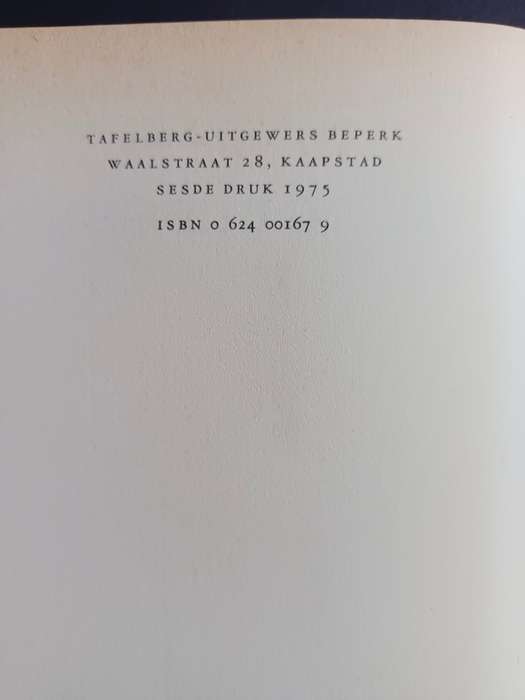 TAFELBERG-UITGEWERS BEPERK
WAALSTRAAT 28, KAAPSTAD
SESDE DRUK 1975
ISBN 0 624 00167 9